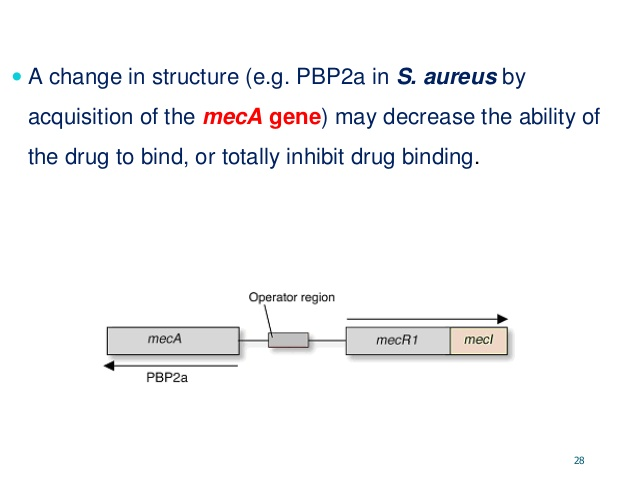 • A change in structure (e.g. PBP2a in S. aureus by
acquisition of the mecA gene) may decrease the ability of
the drug to bind, or totally inhibit drug binding.
Operator region
mecA
mecR1
mecI
PBP2a
28